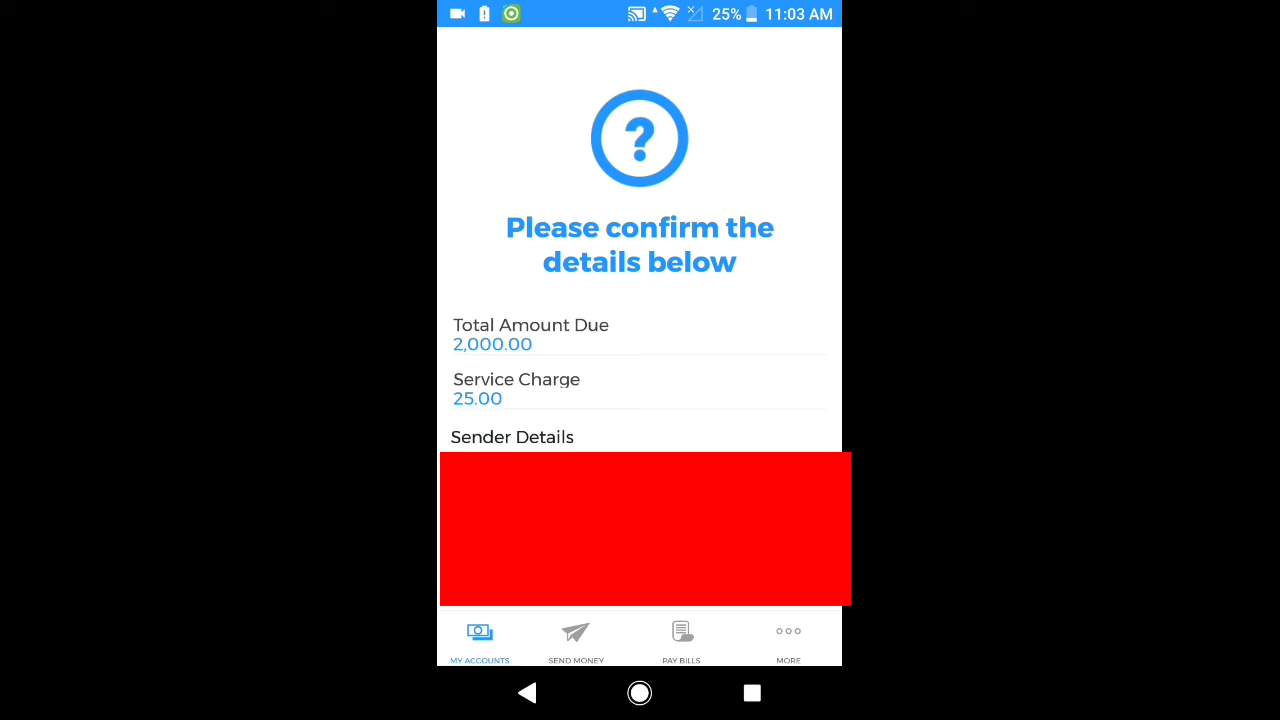 25% 11:03 AM
?
Please confirm the
details below
Total Amount Due
2,000.00
Service Charge
25.00
Sender Details
MY ACCOUNTS SEND MONEY PAY BILLS MORE